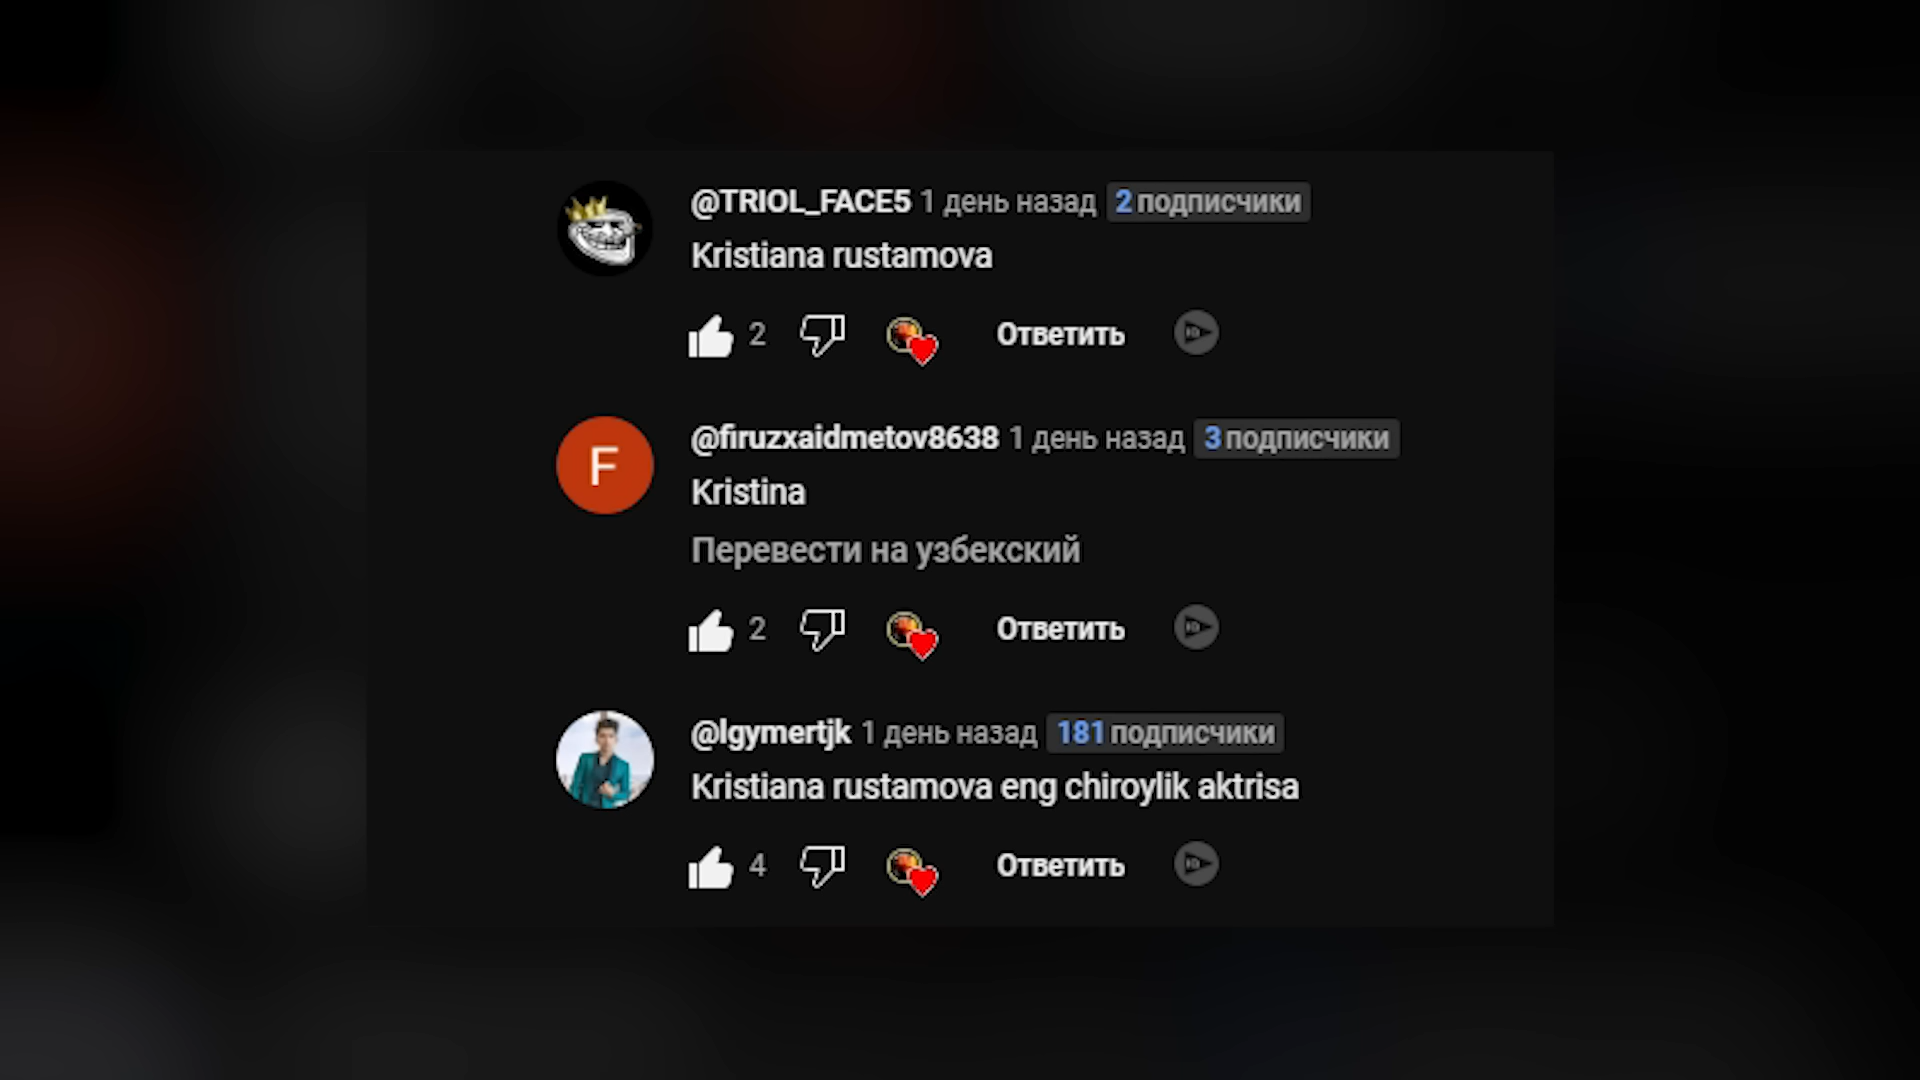 @TRIOL_FACE5 1 день назад 2 подписчики
Kristiana rustamova
2 Ответить
F
@firuzxaidmetov8638 1 день назад 3 подписчики
Kristina
Перевести на узбекский
2 Ответить
@lgymertjk 1 день назад 181 подписчики
Kristiana rustamova eng chiroylik aktrisa
4 Ответить